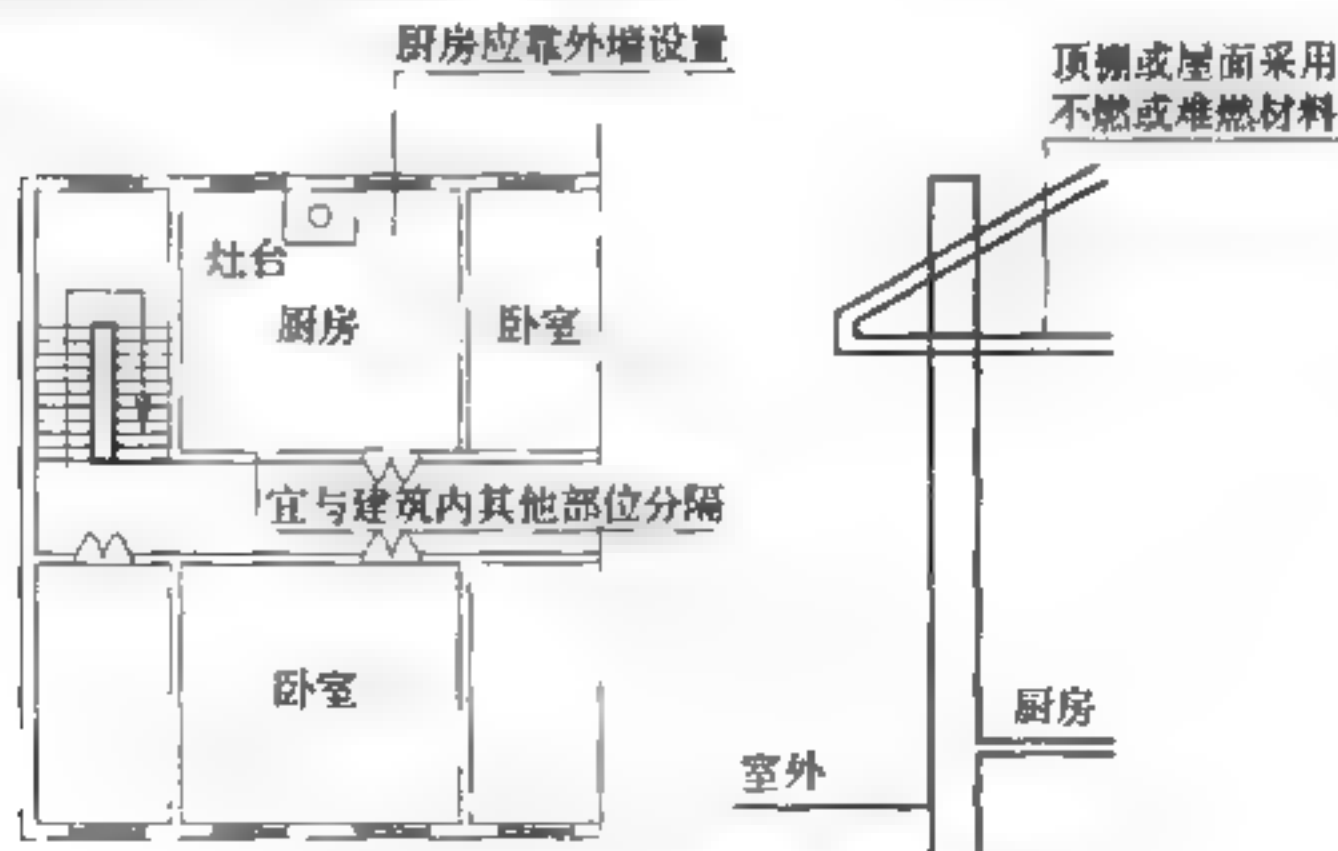 厨房应靠外墙设置
顶棚或屋面采用
不燃或难燃材料
灶台
厨房
卧室
宜与建筑内其他部位分隔
卧室
厨房
室外